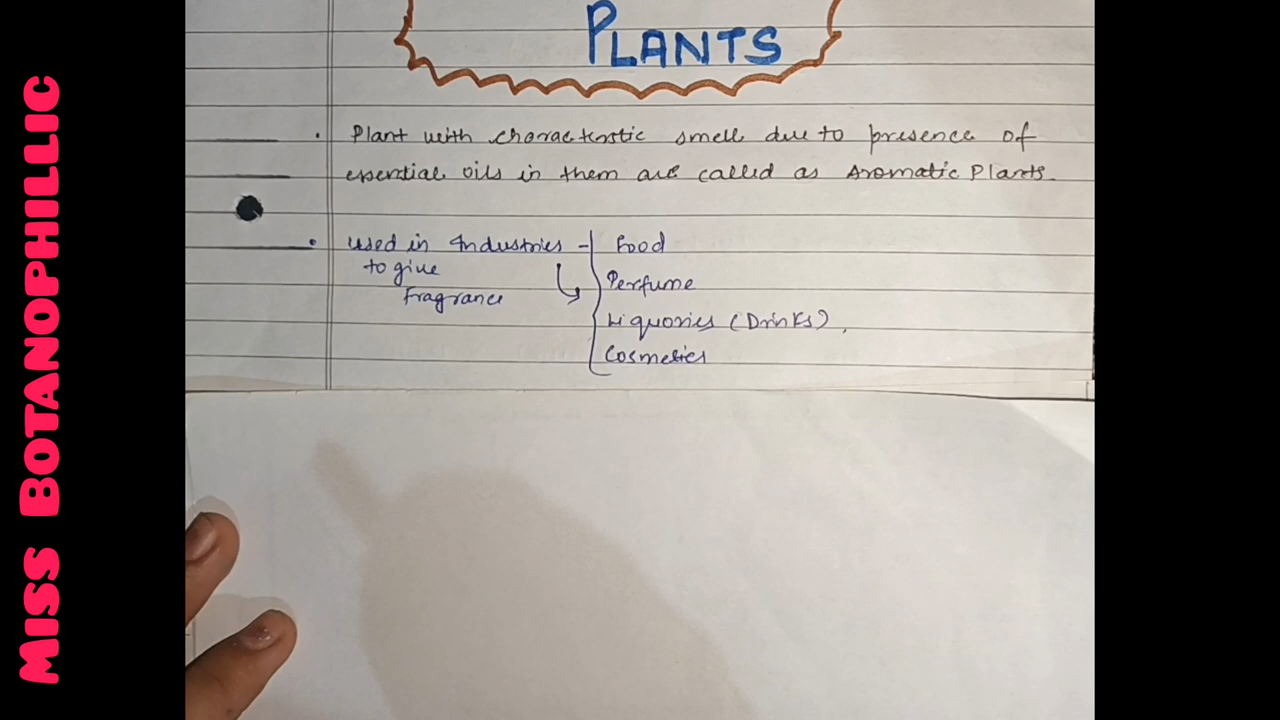 PLANTS
• Plant with characteristic smell due to presence of
essential oils in them are called as Aromatic Plants.
• Used in Industries - Food
to give
Fragrance
Perfume
Liquories (Drinks),
Cosmetics
MISS BOTANOPHILLIC